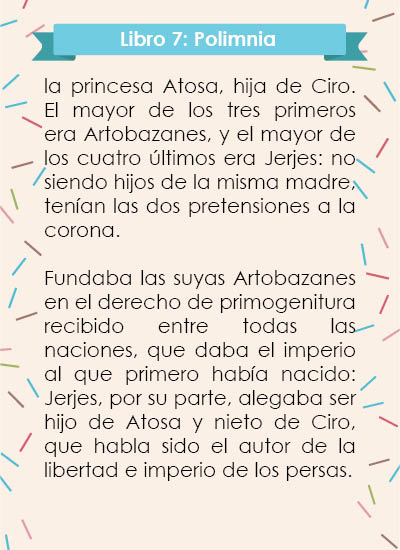 Libro 7: Polimnia
la princesa Atosa, hija de Ciro.
El mayor de los tres primeros
era Artobazanes, y el mayor de
los cuatro últimos era Jerjes: no
siendo hijos de la misma madre,
tenían las dos pretensiones a la
corona.
Fundaba las suyas Artobazanes
en el derecho de primogenitura
recibido entre todas las
naciones, que daba el imperio
al que primero había nacido:
Jerjes, por su parte, alegaba ser
hijo de Atosa y nieto de Ciro,
que habla sido el autor de la
libertad e imperio de los persas.